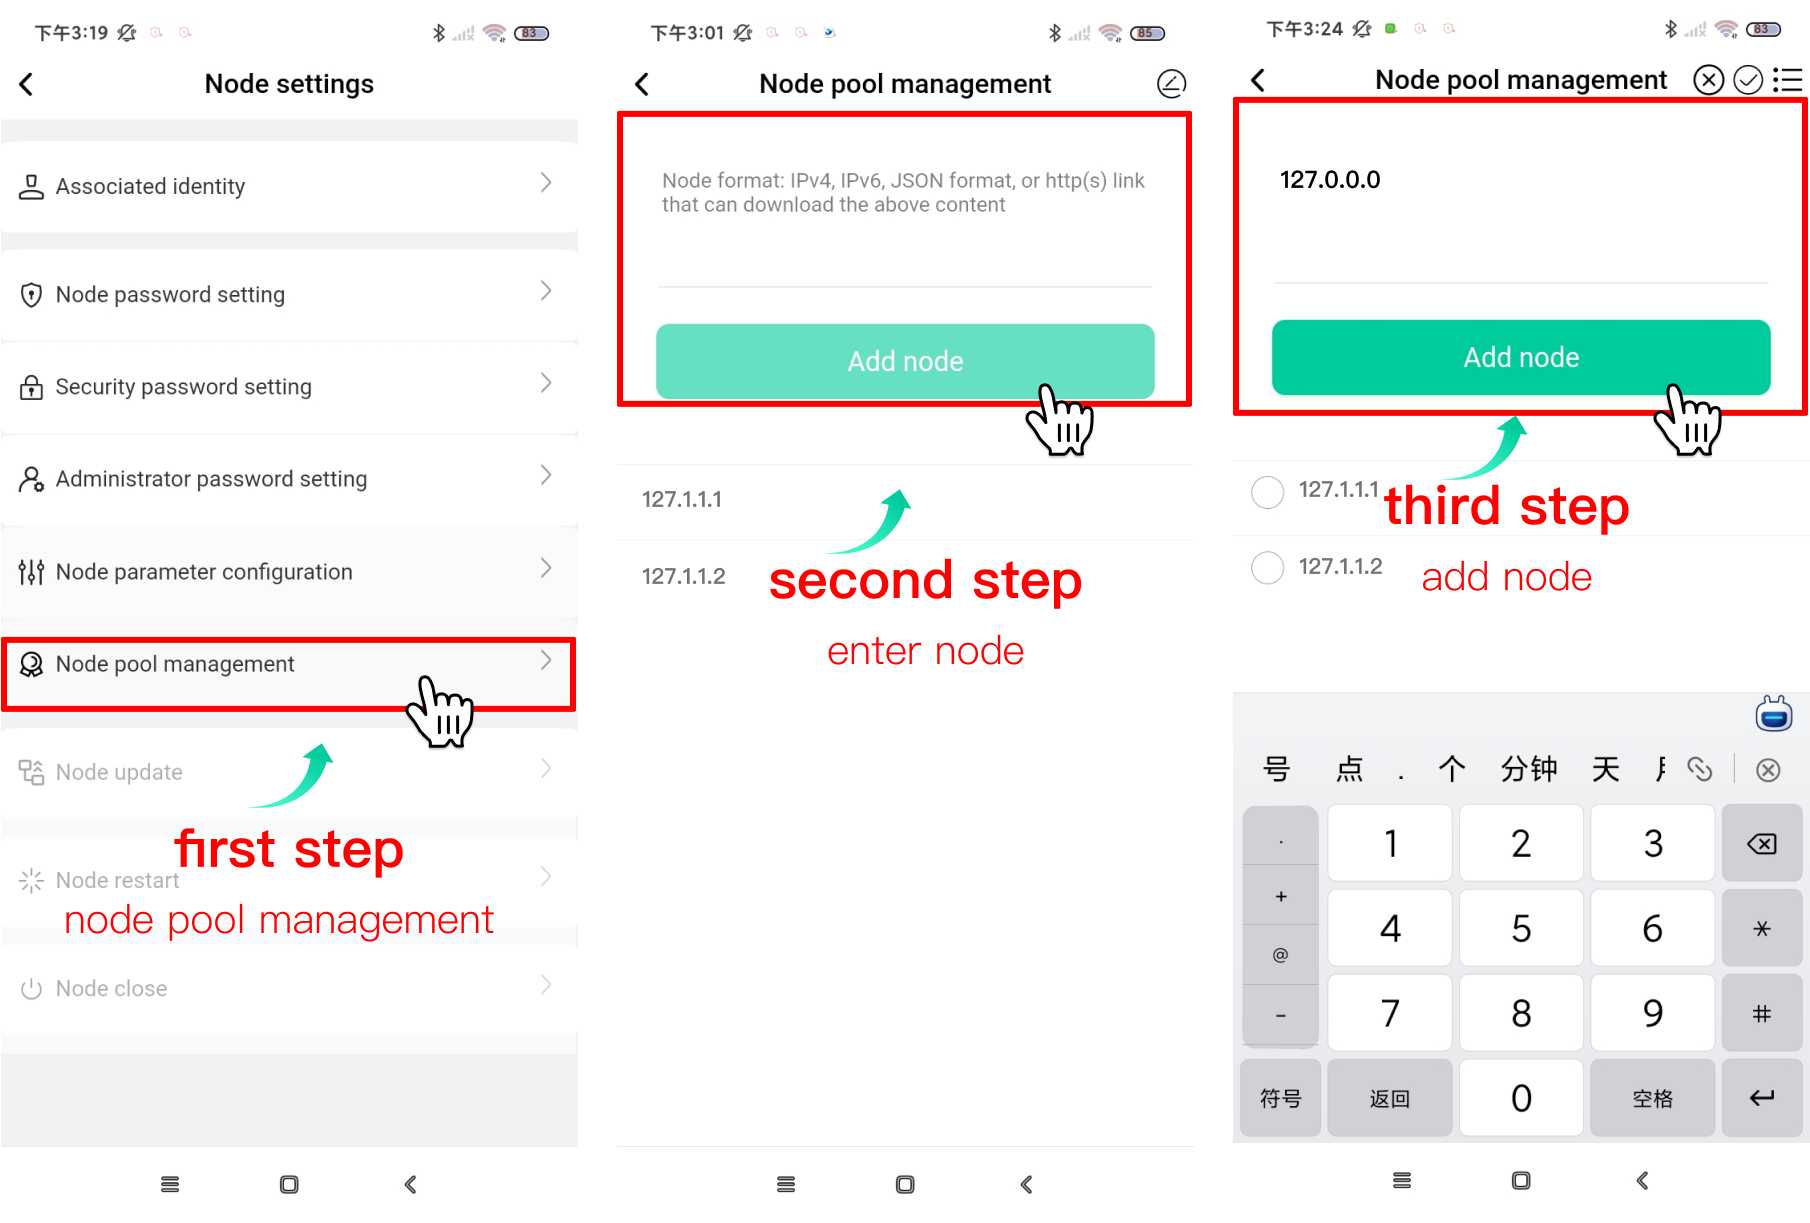 下午3:19
83
Node settings
Associated identity
Node password setting
Security password setting
Administrator password setting
Node parameter configuration
Node pool management
Node update
first step
Node restart
node pool management
Node close
下午3:01
85
Node pool management
Node format: IPv4, IPv6, JSON format, or http(s) link
that can download the above content
Add node
127.1.1.1
127.1.1.2
second step
enter node
下午3:24
83
Node pool management
127.0.0.0
Add node
127.1.1.1
third step
127.1.1.2
add node
号 点 . 个 分钟 天
· 1 2 3
+
4 5 6 *
@
7 8 9 #
-
符号 返回 0 空格